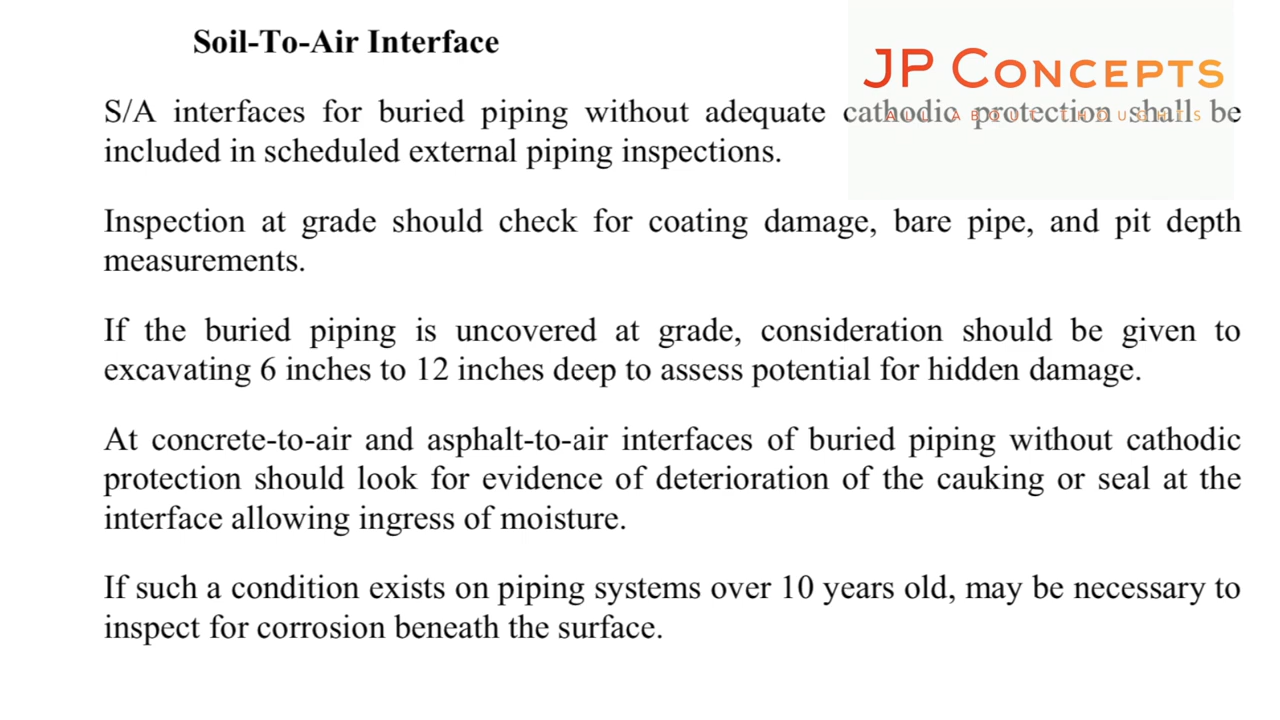 Soil-To-Air Interface
JP CONCEPTS
ALL ABOUT THOUGHTS
S/A interfaces for buried piping without adequate cathodic protection shall be
included in scheduled external piping inspections.
Inspection at grade should check for coating damage, bare pipe, and pit depth
measurements.
If the buried piping is uncovered at grade, consideration should be given to
excavating 6 inches to 12 inches deep to assess potential for hidden damage.
At concrete-to-air and asphalt-to-air interfaces of buried piping without cathodic
protection should look for evidence of deterioration of the cauking or seal at the
interface allowing ingress of moisture.
If such a condition exists on piping systems over 10 years old, may be necessary to
inspect for corrosion beneath the surface.